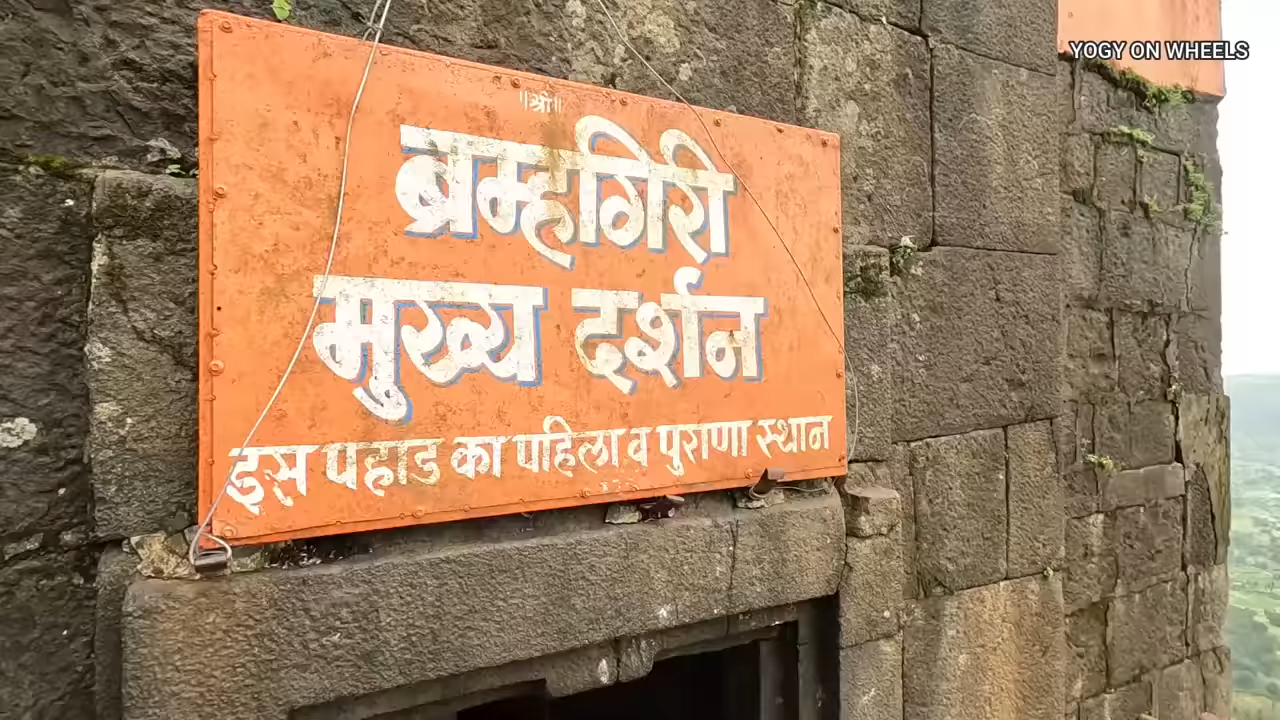 YOGY ON WHEELS
॥श्री॥
ब्रम्हगिरी
मुख्य दर्शन
इस पहाड का पहिला व पुराणा स्थान